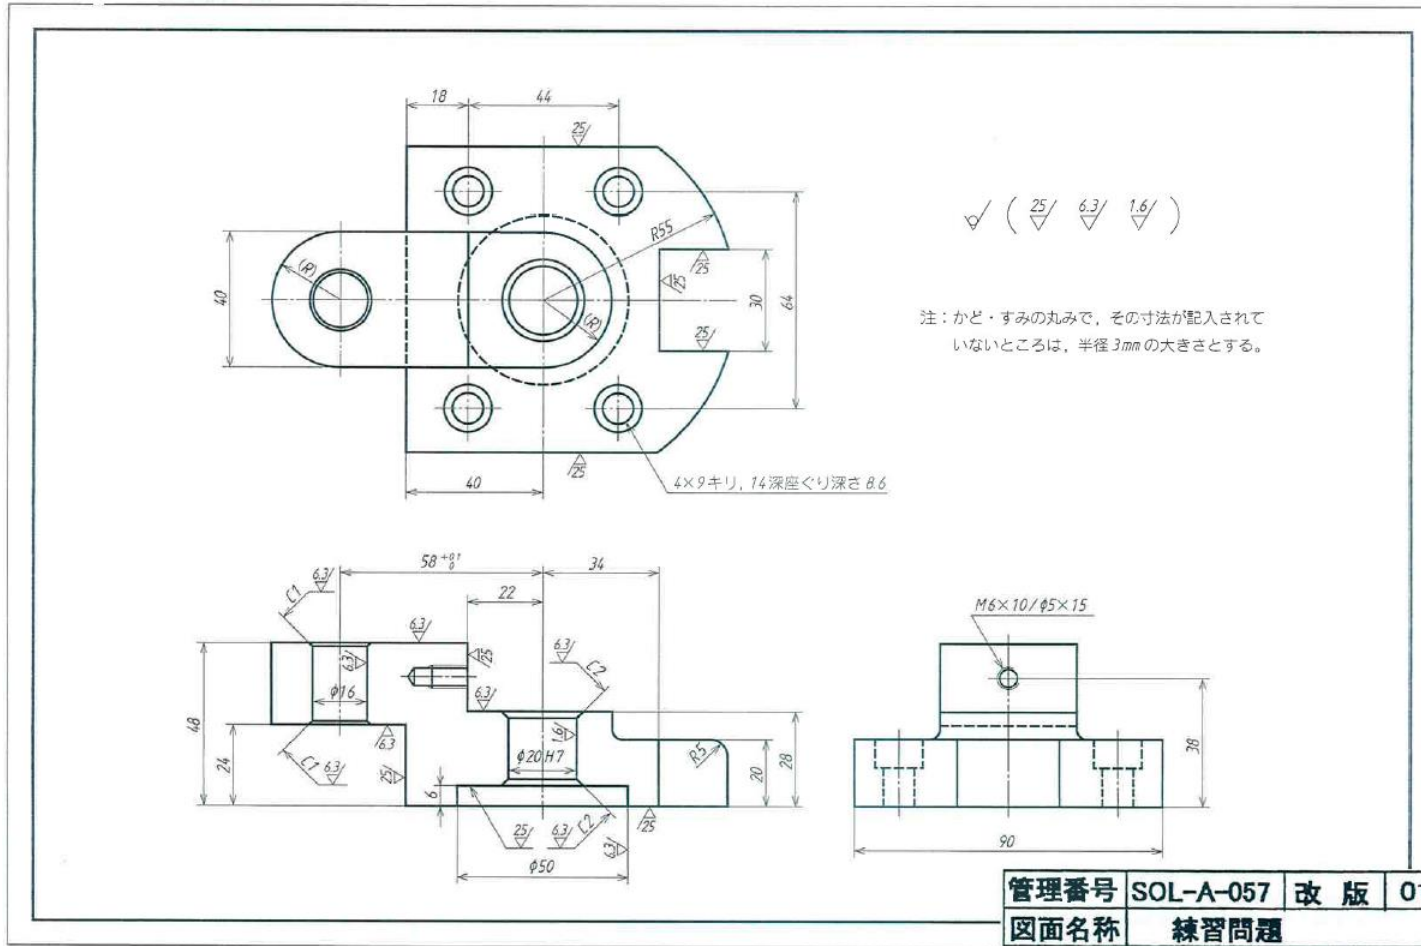 18
44
25
R55
(R)
40
25
25
30
64
(R)
25
25
40
4×9キリ, 14深座ぐり深さ8.6
25 6.3 1.6
注：かど・すみの丸みで，その寸法が記入されて
いないところは，半径3mmの大きさとする。
58 +0.1 0
34
22
C1
6.3
6.3
25
6.3
C2
6.3
φ16
6.3
48
24
6.3
C1
6.3
25
1.6
φ20H7
6
R5
20
28
25
6.3
C2
6.3
25
φ50
M6×10/φ5×15
38
90
管理番号 SOL-A-057 改版 01
図面名称 練習問題